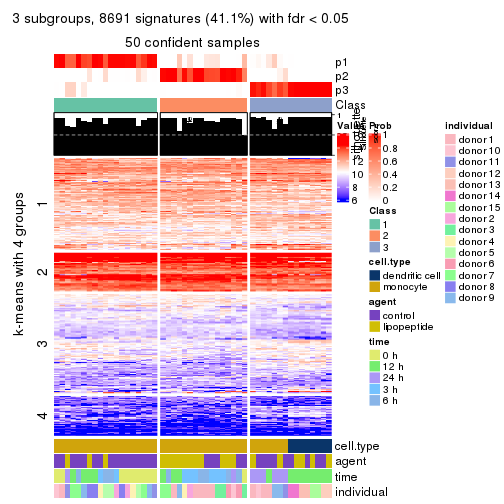 3 subgroups, 8691 signatures (41.1%) with fdr < 0.05
50 confident samples
p1
p2
p3
Class
1
2
3
4
k-means with 4 groups
cell.type
agent
time
individual
Value
12
10
8
6
Prob
1
0.8
0.6
0.4
0.2
0
Class
1
2
3
cell.type
dendritic cell
monocyte
agent
control
lipopeptide
time
0 h
12 h
24 h
3 h
6 h
individual
donor 1
donor 10
donor 11
donor 12
donor 13
donor 14
donor 15
donor 2
donor 3
donor 4
donor 5
donor 6
donor 7
donor 8
donor 9